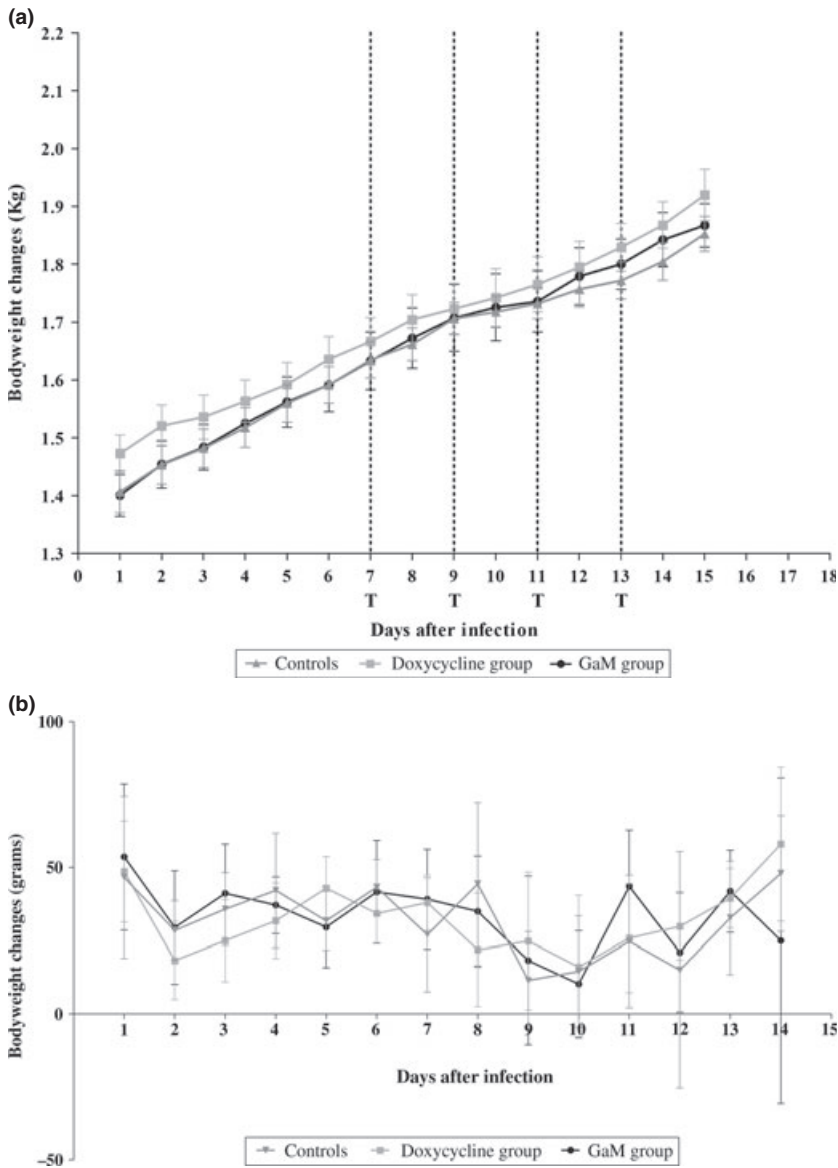 (a)
2.2
2.1
2.0
1.9
1.8
1.7
1.6
1.5
1.4
1.3
Bodyweight changes (Kg)
0 1 2 3 4 5 6 7 8 9 10 11 12 13 14 15 16 17 18
T T T T
Days after infection
Controls Doxycycline group GaM group
(b)
100
50
0
–50
Bodyweight changes (grams)
1 2 3 4 5 6 7 8 9 10 11 12 13 14 15
Days after infection
Controls Doxycycline group GaM group